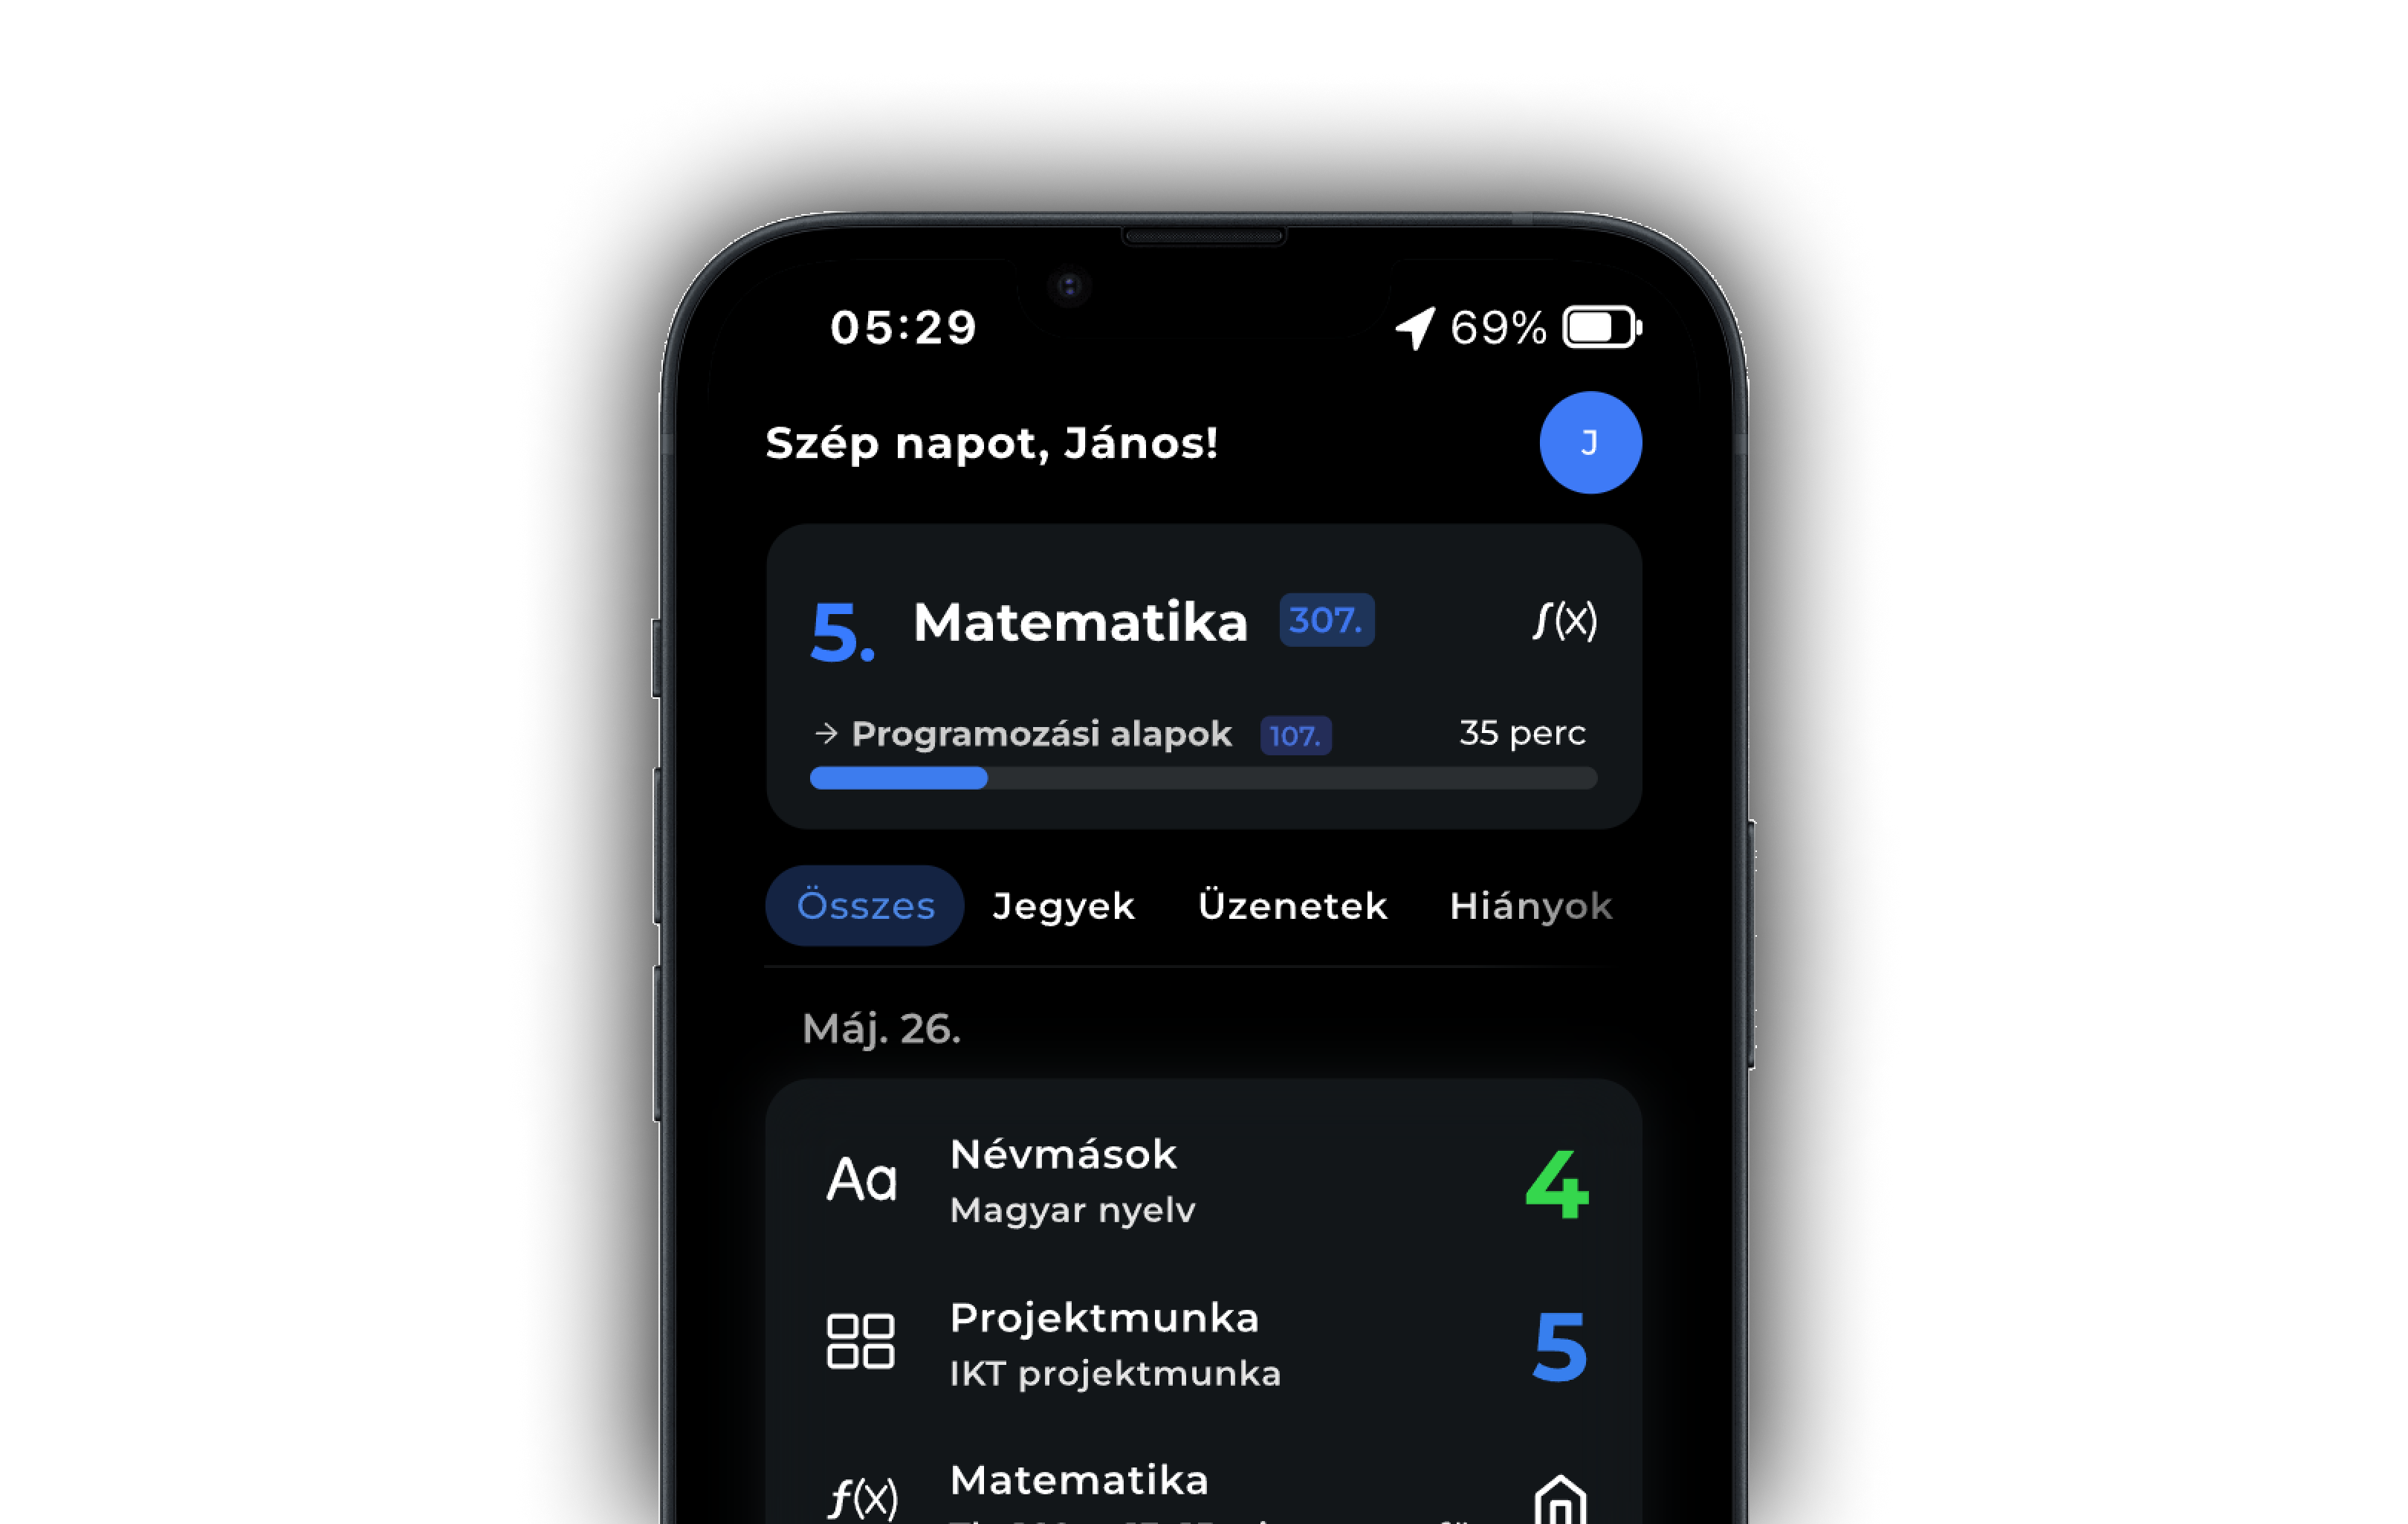 05:29 69%
Szép napot, János! J
5. Matematika 307. f(x)
→ Programozási alapok 107. 35 perc
Összes Jegyek Üzenetek Hiányok
Máj. 26.
Aa Névmások 4
Magyar nyelv
Projektmunka 5
IKT projektmunka
f(x) Matematika